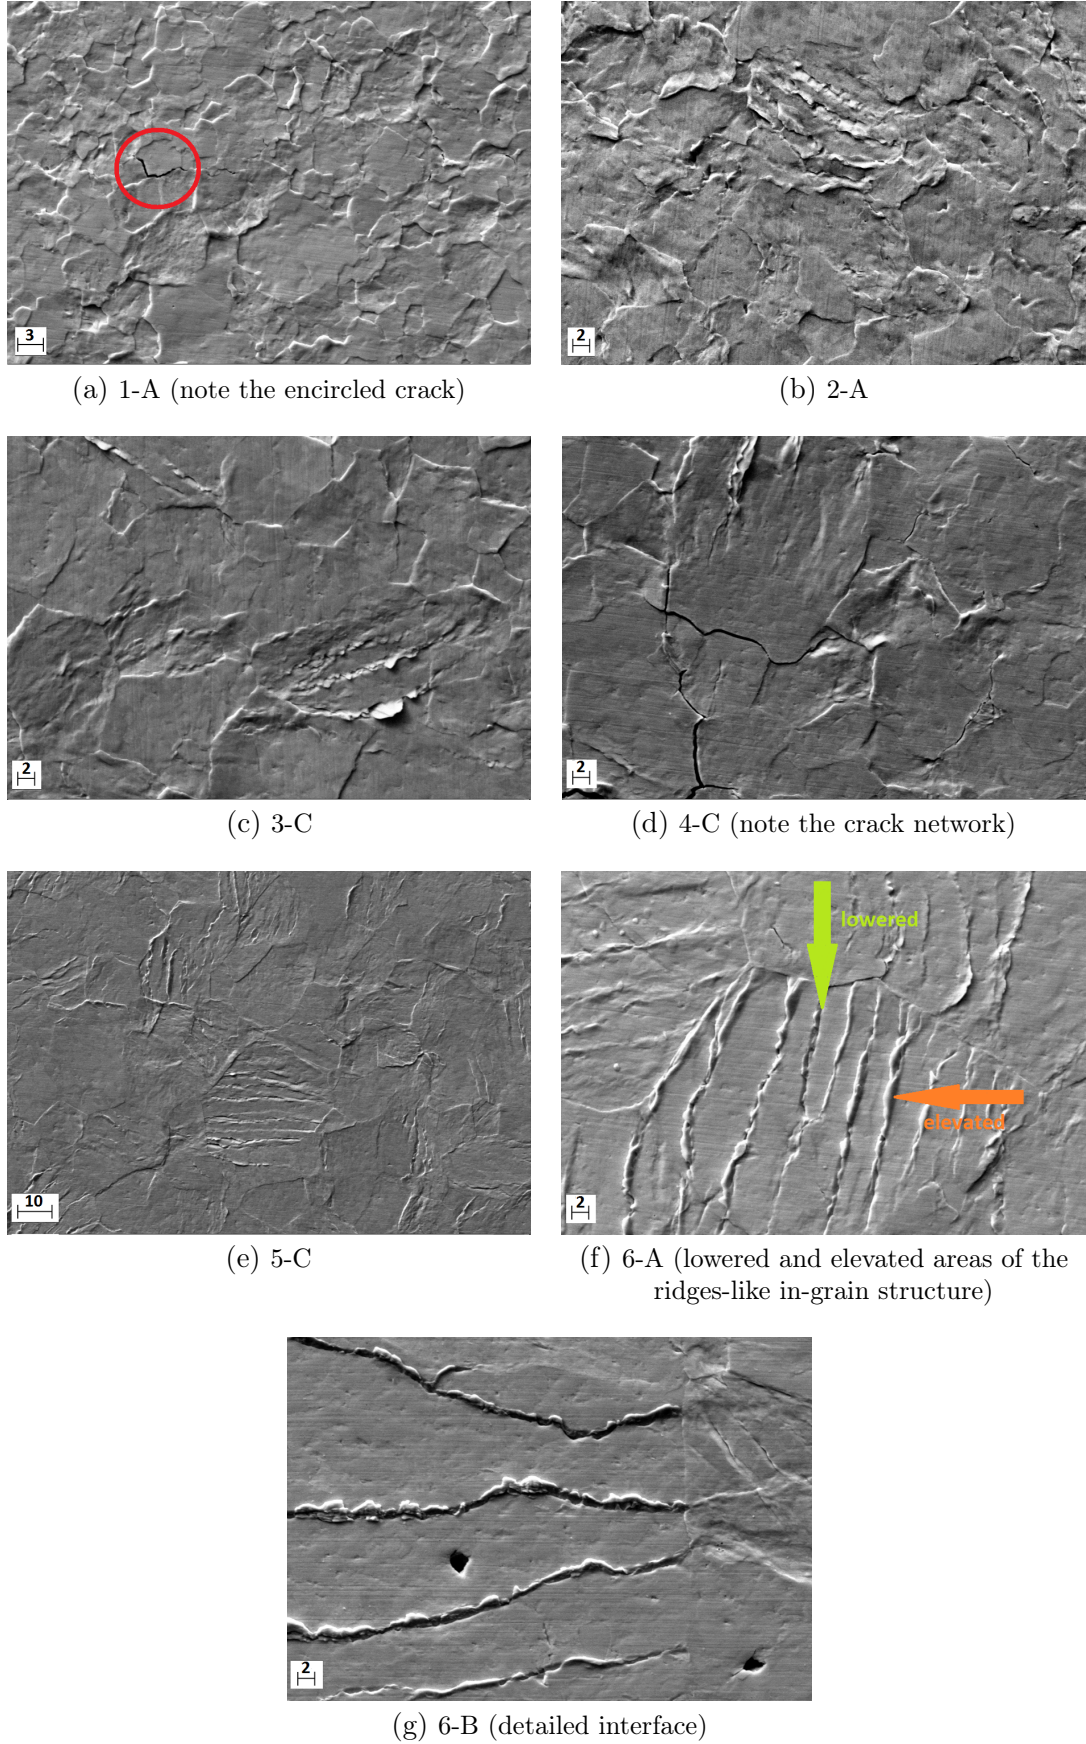 3
2
(a) 1-A (note the encircled crack)
(b) 2-A
2
2
(c) 3-C
(d) 4-C (note the crack network)
lowered
elevated
10
2
(e) 5-C
(f) 6-A (lowered and elevated areas of the
ridges-like in-grain structure)
2
(g) 6-B (detailed interface)